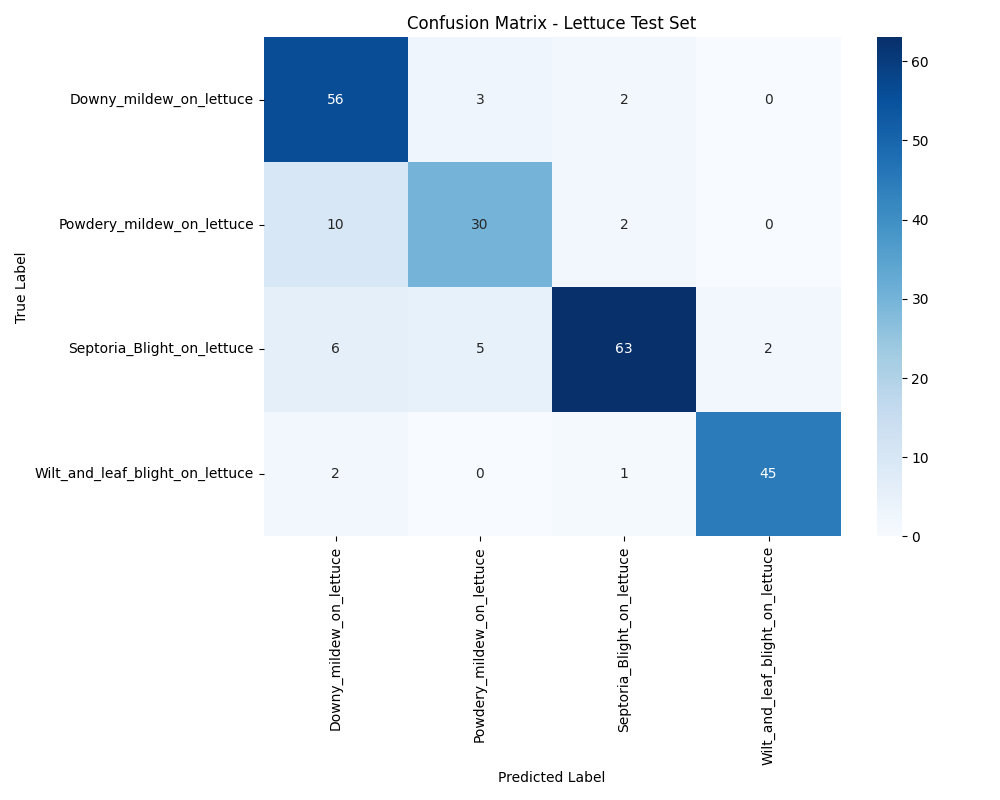 Confusion Matrix - Lettuce Test Set
True Label
Downy_mildew_on_lettuce 56 3 2 0
Powdery_mildew_on_lettuce 10 30 2 0
Septoria_Blight_on_lettuce 6 5 63 2
Wilt_and_leaf_blight_on_lettuce 2 0 1 45
Downy_mildew_on_lettuce
Powdery_mildew_on_lettuce
Septoria_Blight_on_lettuce
Wilt_and_leaf_blight_on_lettuce
Predicted Label
60
50
40
30
20
10
0